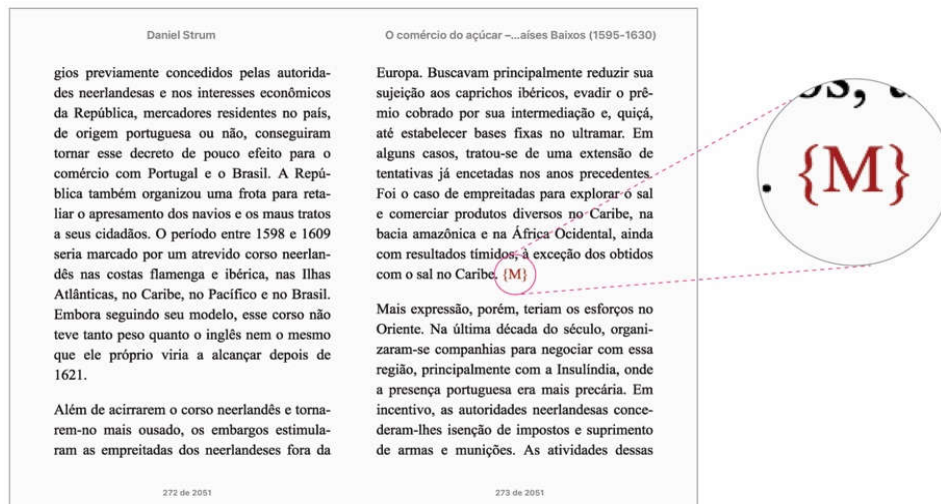 Daniel Strum
gios previamente concedidos pelas autorida-
des neerlandesas e nos interesses econômicos
da República, mercadores residentes no país,
de origem portuguesa ou não, conseguiram
tornar esse decreto de pouco efeito para o
comércio com Portugal e o Brasil. A Repú-
blica também organizou uma frota para reta-
liar o apresamento dos navios e os maus tratos
a seus cidadãos. O período entre 1598 e 1609
seria marcado por um atrevido corso neerlan-
dês nas costas flamenga e ibérica, nas Ilhas
Atlânticas, no Caribe, no Pacífico e no Brasil.
Embora seguindo seu modelo, esse corso não
teve tanto peso quanto o inglês nem o mesmo
que ele próprio viria a alcançar depois de
1621.
Além de acirrarem o corso neerlandês e torna-
rem-no mais ousado, os embargos estimula-
ram as empreitadas dos neerlandeses fora da
272 de 2051
O comércio do açúcar –...aíses Baixos (1595-1630)
Europa. Buscavam principalmente reduzir sua
sujeição aos caprichos ibéricos, evadir o prê-
mio cobrado por sua intermediação e, quiçá,
até estabelecer bases fixas no ultramar. Em
alguns casos, tratou-se de uma extensão de
tentativas já encetadas nos anos precedentes.
Foi o caso de empreitadas para explorar o sal
e comerciar produtos diversos no Caribe, na
bacia amazônica e na África Ocidental, ainda
com resultados tímidos, à exceção dos obtidos
com o sal no Caribe. {M}
Mais expressão, porém, teriam os esforços no
Oriente. Na última década do século, organi-
zaram-se companhias para negociar com essa
região, principalmente com a Insulíndia, onde
a presença portuguesa era mais precária. Em
incentivo, as autoridades neerlandesas conce-
deram-lhes isenção de impostos e suprimento
de armas e munições. As atividades dessas
273 de 2051
. {M}